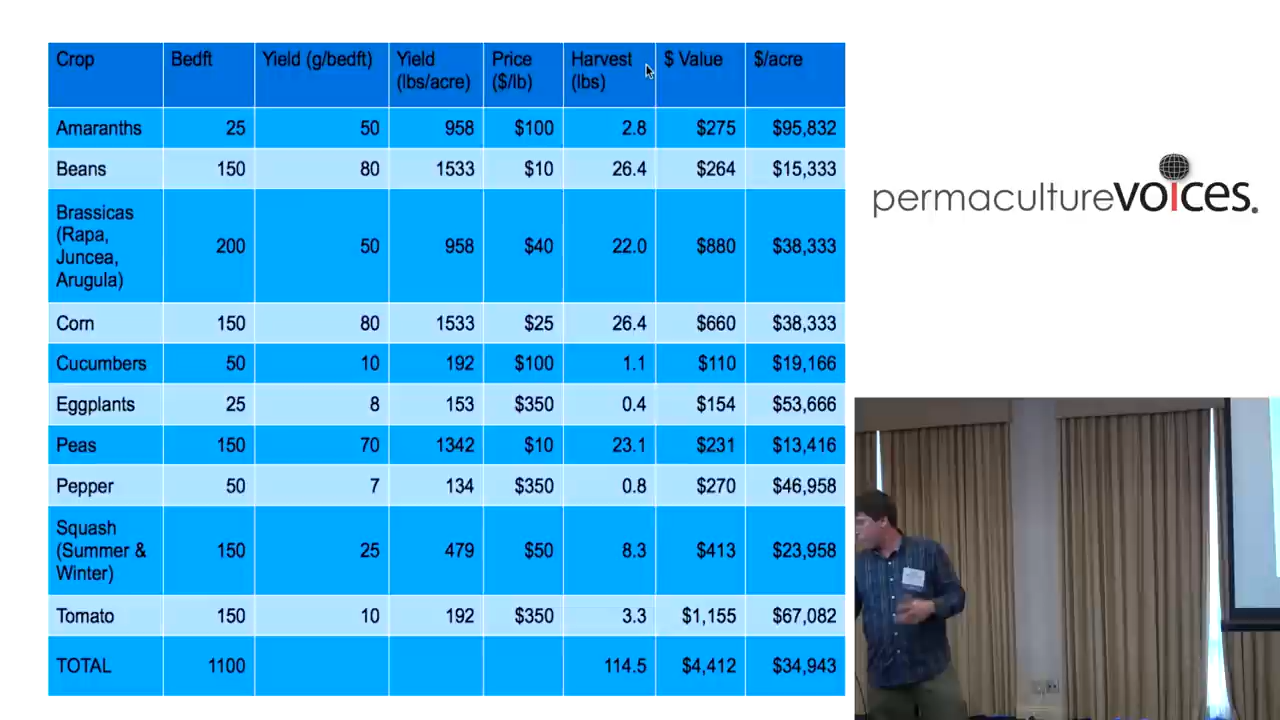 Crop Bedft Yield (g/bedft) Yield (lbs/acre) Price ($/lb) Harvest (lbs) $ Value $/acre
Amaranths 25 50 958 $100 2.8 $275 $95,832
Beans 150 80 1533 $10 26.4 $264 $15,333
Brassicas (Rapa, Juncea, Arugula) 200 50 958 $40 22.0 $880 $38,333
Corn 150 80 1533 $25 26.4 $660 $38,333
Cucumbers 50 10 192 $100 1.1 $110 $19,166
Eggplants 25 8 153 $350 0.4 $154 $53,666
Peas 150 70 1342 $10 23.1 $231 $13,416
Pepper 50 7 134 $350 0.8 $270 $46,958
Squash (Summer & Winter) 150 25 479 $50 8.3 $413 $23,958
Tomato 150 10 192 $350 3.3 $1,155 $67,082
TOTAL 1100 114.5 $4,412 $34,943
permacultureVOICES.